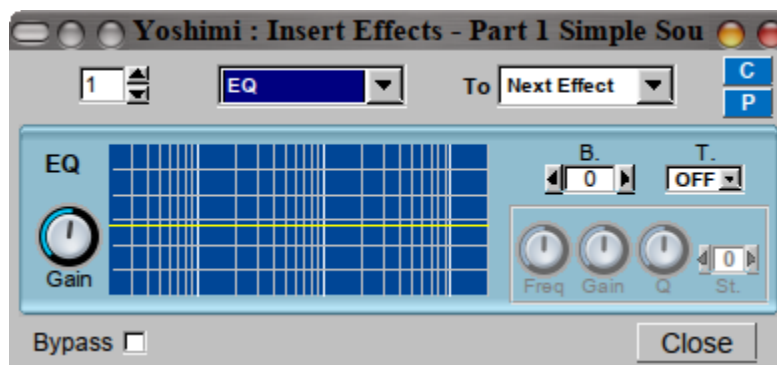 Yoshimi : Insert Effects - Part 1 Simple Sou
1 EQ To Next Effect C
P
EQ B. T.
0 OFF
Gain Freq Gain Q 0 St.
Bypass Close